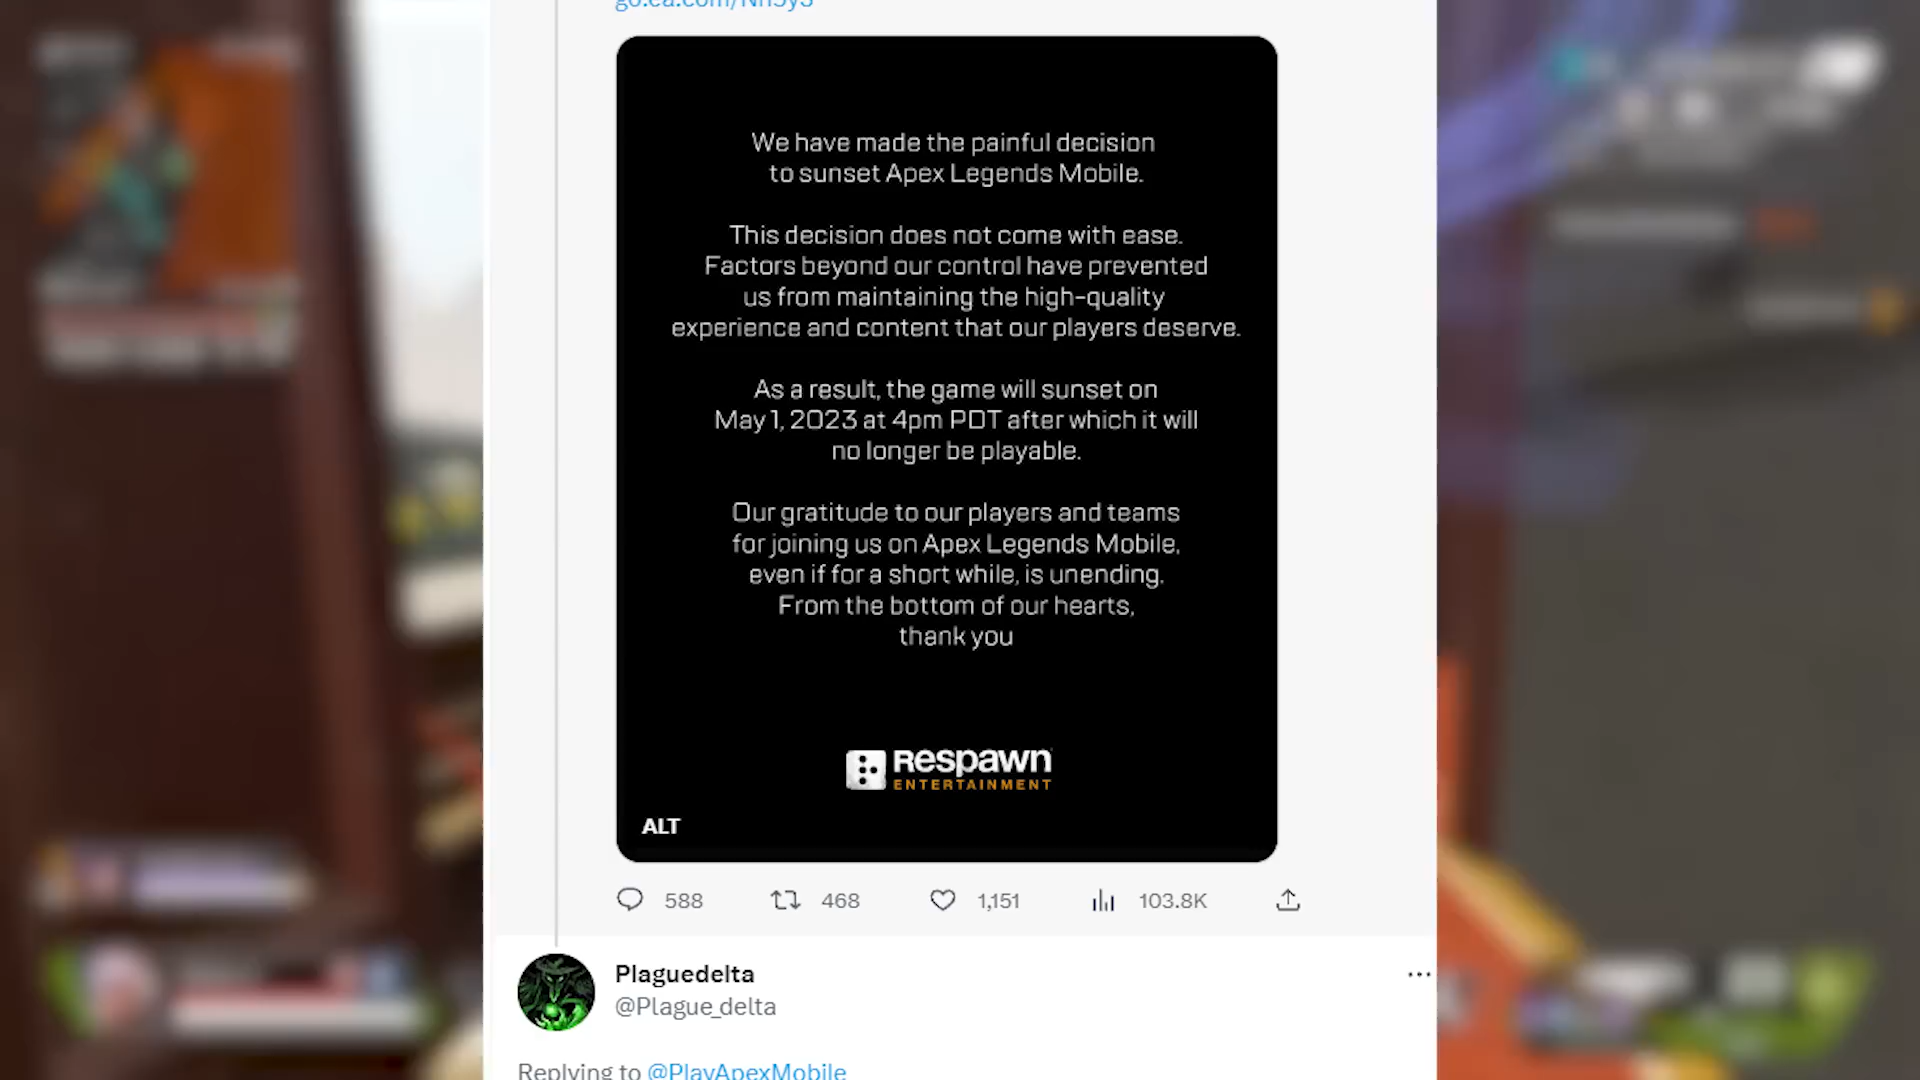 We have made the painful decision
to sunset Apex Legends Mobile.
This decision does not come with ease.
Factors beyond our control have prevented
us from maintaining the high-quality
experience and content that our players deserve.
As a result, the game will sunset on
May 1, 2023 at 4pm PDT after which it will
no longer be playable.
Our gratitude to our players and teams
for joining us on Apex Legends Mobile,
even if for a short while, is unending.
From the bottom of our hearts,
thank you
Respawn
ENTERTAINMENT
ALT
588 468 1,151 103.8K
Plaguedelta
@Plague_delta
Replying to @PlayApexMobile